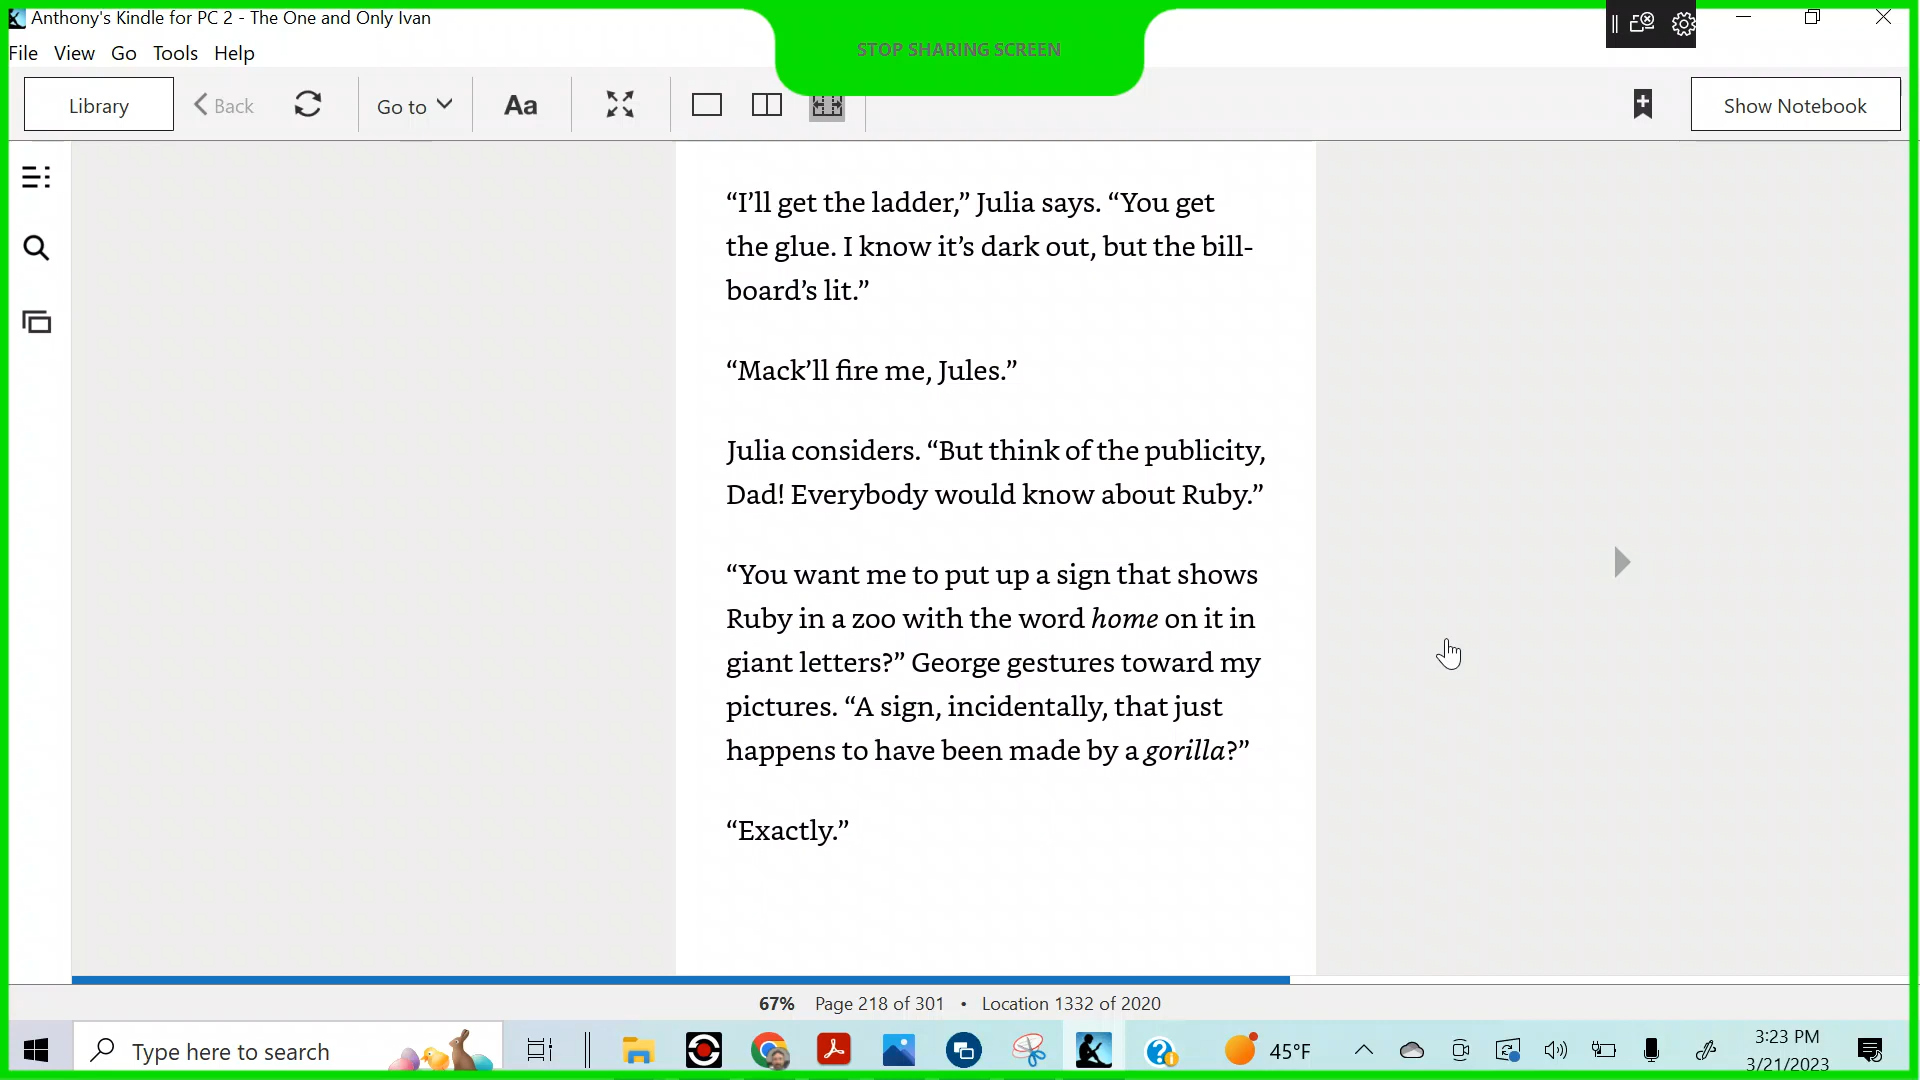 Anthony's Kindle for PC 2 - The One and Only Ivan
STOP SHARING SCREEN
File View Go Tools Help
Library Back Go to Aa Show Notebook
“I’ll get the ladder,” Julia says. “You get
the glue. I know it’s dark out, but the bill-
board’s lit.”
“Mack’ll fire me, Jules.”
Julia considers. “But think of the publicity,
Dad! Everybody would know about Ruby.”
“You want me to put up a sign that shows
Ruby in a zoo with the word home on it in
giant letters?” George gestures toward my
pictures. “A sign, incidentally, that just
happens to have been made by a gorilla?”
“Exactly.”
67% Page 218 of 301 • Location 1332 of 2020
Type here to search
45°F
3:23 PM
3/21/2023